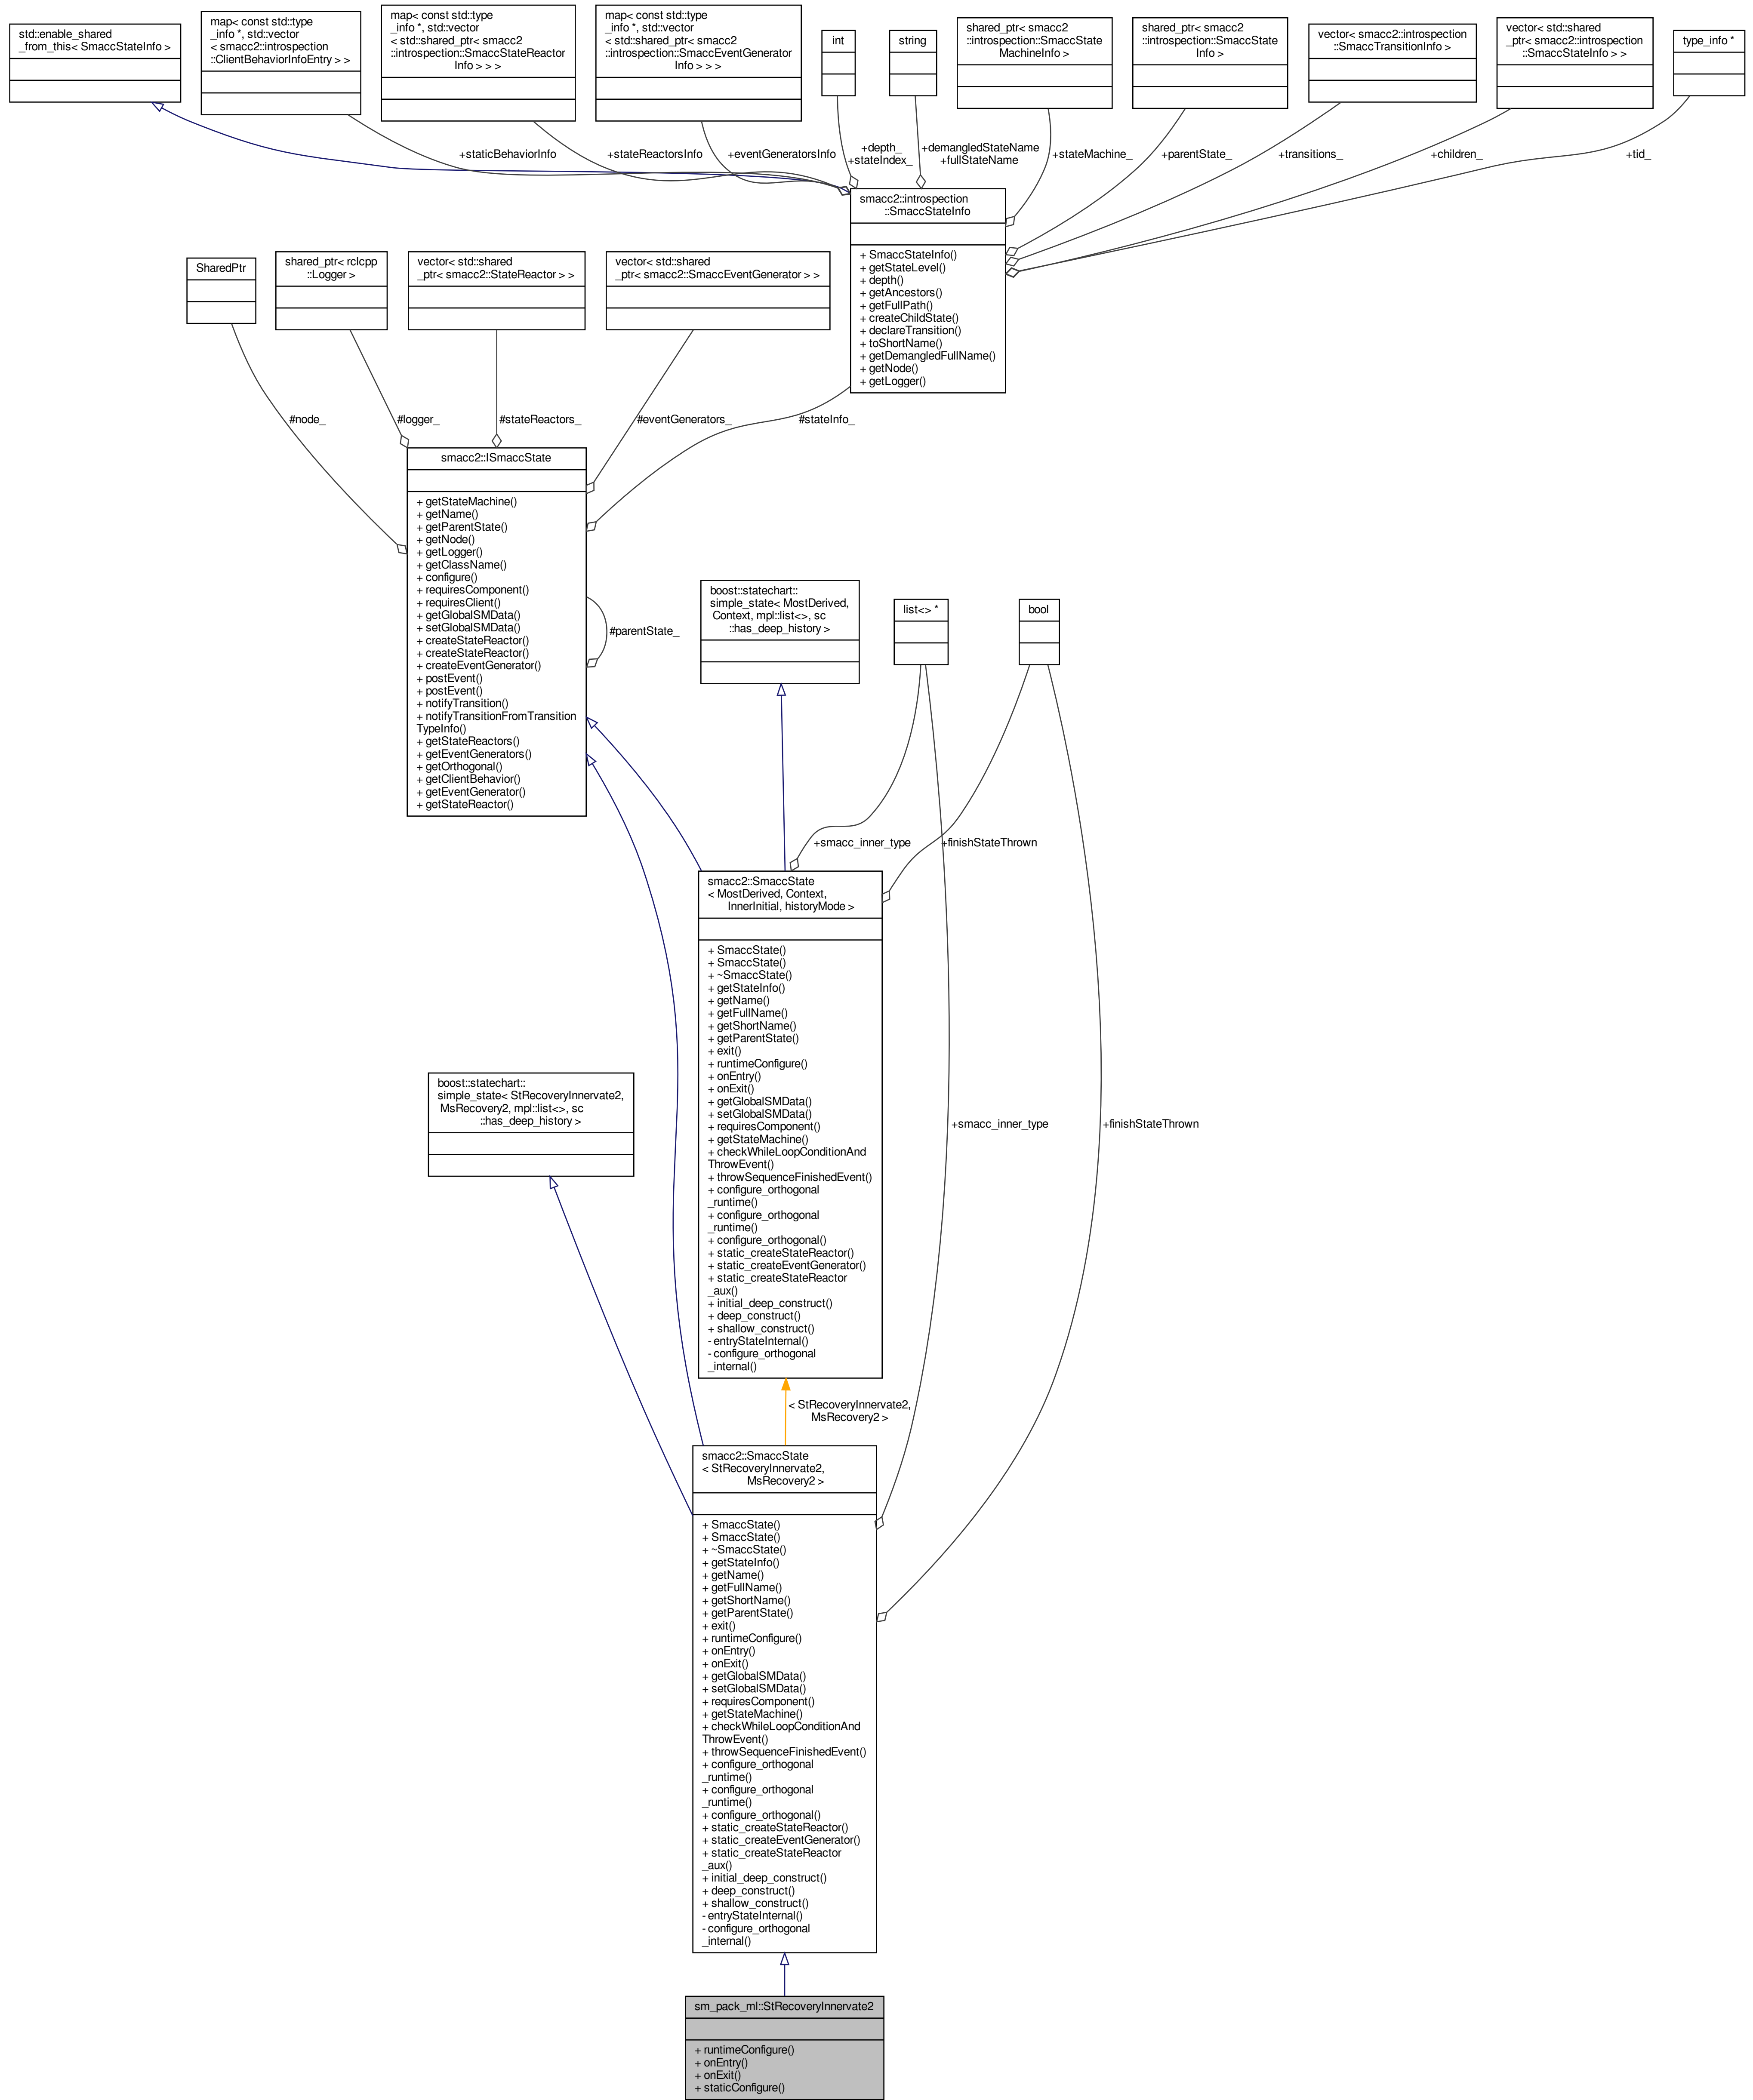 std::enable_shared
_from_this< SmaccStateInfo >
map< const std::type
_info *, std::vector
< smacc2::introspection
::ClientBehaviorInfoEntry > >
map< const std::type
_info *, std::vector
< std::shared_ptr< smacc2
::introspection::SmaccStateReactor
Info > > >
map< const std::type
_info *, std::vector
< std::shared_ptr< smacc2
::introspection::SmaccEventGenerator
Info > > >
int
string
shared_ptr< smacc2
::introspection::SmaccState
MachineInfo >
shared_ptr< smacc2
::introspection::SmaccState
Info >
vector< smacc2::introspection
::SmaccTransitionInfo >
vector< std::shared
_ptr< smacc2::introspection
::SmaccStateInfo > >
type_info *
+staticBehaviorInfo
+stateReactorsInfo
+eventGeneratorsInfo
+depth_
+stateIndex_
+demangledStateName
+fullStateName
+stateMachine_
+parentState_
+transitions_
+children_
+tid_
smacc2::introspection
::SmaccStateInfo
+ SmaccStateInfo()
+ getStateLevel()
+ depth()
+ getAncestors()
+ getFullPath()
+ createChildState()
+ declareTransition()
+ toShortName()
+ getDemangledFullName()
+ getNode()
+ getLogger()
SharedPtr
shared_ptr< rclcpp
::Logger >
vector< std::shared
_ptr< smacc2::StateReactor > >
vector< std::shared
_ptr< smacc2::SmaccEventGenerator > >
#node_
#logger_
#stateReactors_
#eventGenerators_
#stateInfo_
smacc2::ISmaccState
+ getStateMachine()
+ getName()
+ getParentState()
+ getNode()
+ getLogger()
+ getClassName()
+ configure()
+ requiresComponent()
+ requiresClient()
+ getGlobalSMData()
+ setGlobalSMData()
+ createStateReactor()
+ createStateReactor()
+ createEventGenerator()
+ postEvent()
+ postEvent()
+ notifyTransition()
+ notifyTransitionFromTransition
TypeInfo()
+ getStateReactors()
+ getEventGenerators()
+ getOrthogonal()
+ getClientBehavior()
+ getEventGenerator()
+ getStateReactor()
#parentState_
boost::statechart::
simple_state< MostDerived,
Context, mpl::list<>, sc
::has_deep_history >
list<> *
bool
+smacc_inner_type
+finishStateThrown
smacc2::SmaccState
< MostDerived, Context,
InnerInitial, historyMode >
+ SmaccState()
+ SmaccState()
+ ~SmaccState()
+ getStateInfo()
+ getName()
+ getFullName()
+ getShortName()
+ getParentState()
+ exit()
+ runtimeConfigure()
+ onEntry()
+ onExit()
+ getGlobalSMData()
+ setGlobalSMData()
+ requiresComponent()
+ getStateMachine()
+ checkWhileLoopConditionAnd
ThrowEvent()
+ throwSequenceFinishedEvent()
+ configure_orthogonal
_runtime()
+ configure_orthogonal
_runtime()
+ configure_orthogonal()
+ static_createStateReactor()
+ static_createEventGenerator()
+ static_createStateReactor
_aux()
+ initial_deep_construct()
+ deep_construct()
+ shallow_construct()
- entryStateInternal()
- configure_orthogonal
_internal()
boost::statechart::
simple_state< StRecoveryInnervate2,
MsRecovery2, mpl::list<>, sc
::has_deep_history >
+smacc_inner_type
+finishStateThrown
< StRecoveryInnervate2,
MsRecovery2 >
smacc2::SmaccState
< StRecoveryInnervate2,
MsRecovery2 >
+ SmaccState()
+ SmaccState()
+ ~SmaccState()
+ getStateInfo()
+ getName()
+ getFullName()
+ getShortName()
+ getParentState()
+ exit()
+ runtimeConfigure()
+ onEntry()
+ onExit()
+ getGlobalSMData()
+ setGlobalSMData()
+ requiresComponent()
+ getStateMachine()
+ checkWhileLoopConditionAnd
ThrowEvent()
+ throwSequenceFinishedEvent()
+ configure_orthogonal
_runtime()
+ configure_orthogonal
_runtime()
+ configure_orthogonal()
+ static_createStateReactor()
+ static_createEventGenerator()
+ static_createStateReactor
_aux()
+ initial_deep_construct()
+ deep_construct()
+ shallow_construct()
- entryStateInternal()
- configure_orthogonal
_internal()
sm_pack_ml::StRecoveryInnervate2
+ runtimeConfigure()
+ onEntry()
+ onExit()
+ staticConfigure()